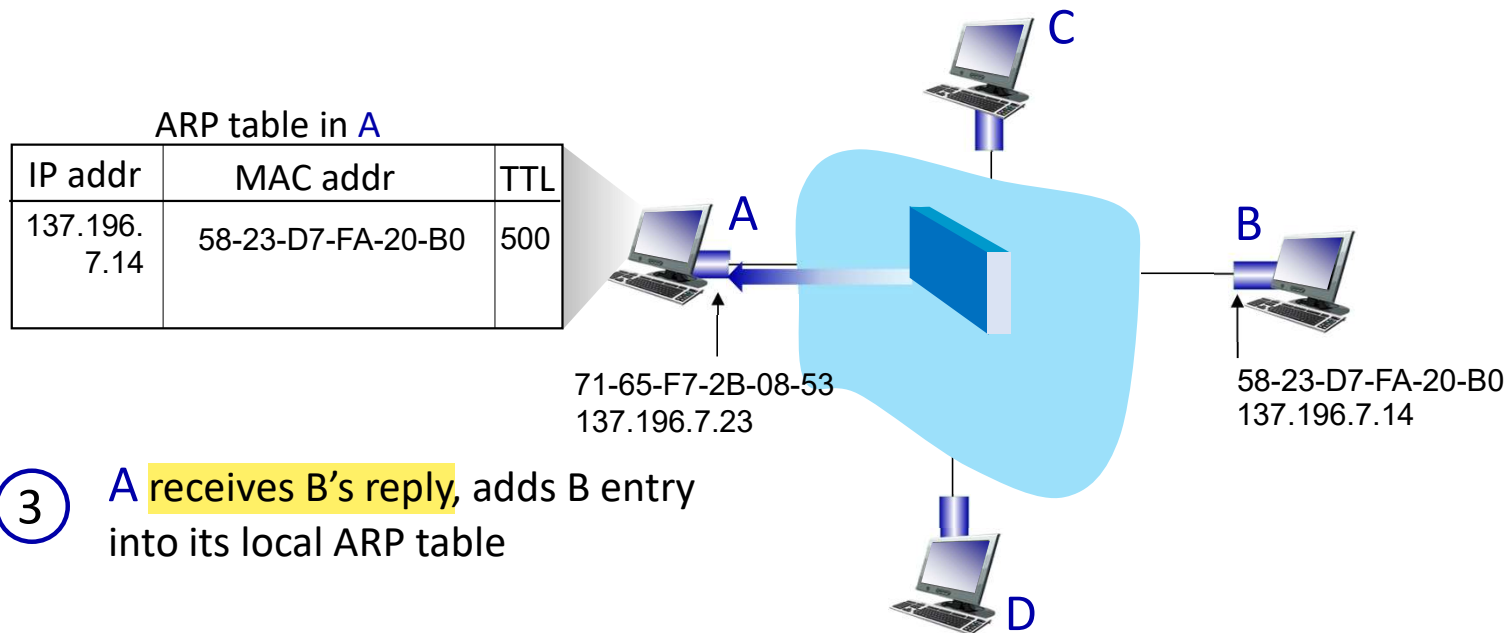 C
ARP table in A
IP addr MAC addr TTL
137.196.
7.14
58-23-D7-FA-20-B0
500
A
B
71-65-F7-2B-08-53
137.196.7.23
58-23-D7-FA-20-B0
137.196.7.14
3
A receives B’s reply, adds B entry
into its local ARP table
D